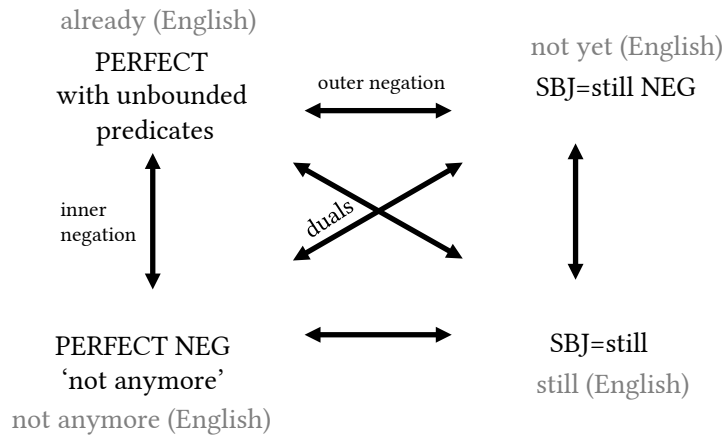 already (English)
PERFECT
with unbounded
predicates
outer negation
not yet (English)
SBJ=still NEG
inner
negation
duals
PERFECT NEG
‘not anymore’
not anymore (English)
SBJ=still
still (English)